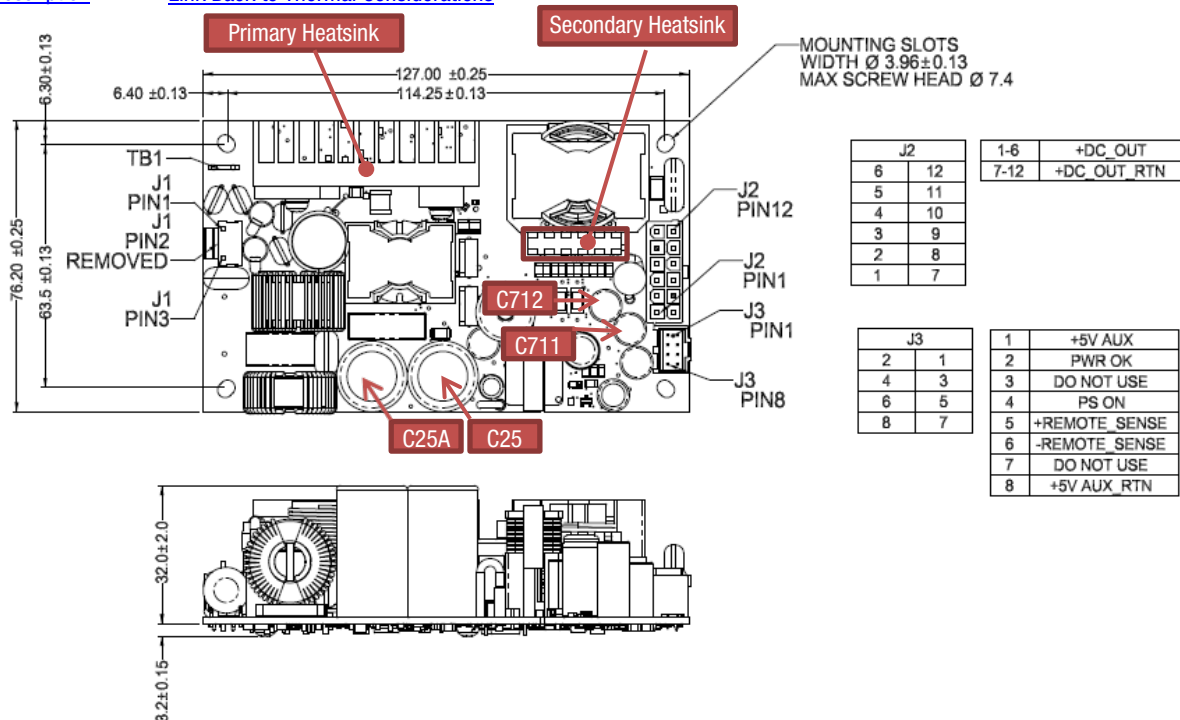 Link Back to Thermal Considerations
Primary Heatsink
Secondary Heatsink
MOUNTING SLOTS
WIDTH Ø 3.96±0.13
MAX SCREW HEAD Ø 7.4
127.00 ±0.25
114.25±0.13
6.40 ±0.13
6.30±0.13
76.20 ±0.25
63.5 ±0.13
TB1
J1
PIN1
J1
PIN2
REMOVED
J1
PIN3
J2
PIN12
J2
PIN1
J3
PIN1
J3
PIN8
C712
C711
C25A
C25
J2
6 12
5 11
4 10
3 9
2 8
1 7
1-6 +DC_OUT
7-12 +DC_OUT_RTN
J3
2 1
4 3
6 5
8 7
1 +5V AUX
2 PWR OK
3 DO NOT USE
4 PS ON
5 +REMOTE_SENSE
6 -REMOTE_SENSE
7 DO NOT USE
8 +5V AUX_RTN
32.0±2.0
3.2±0.15